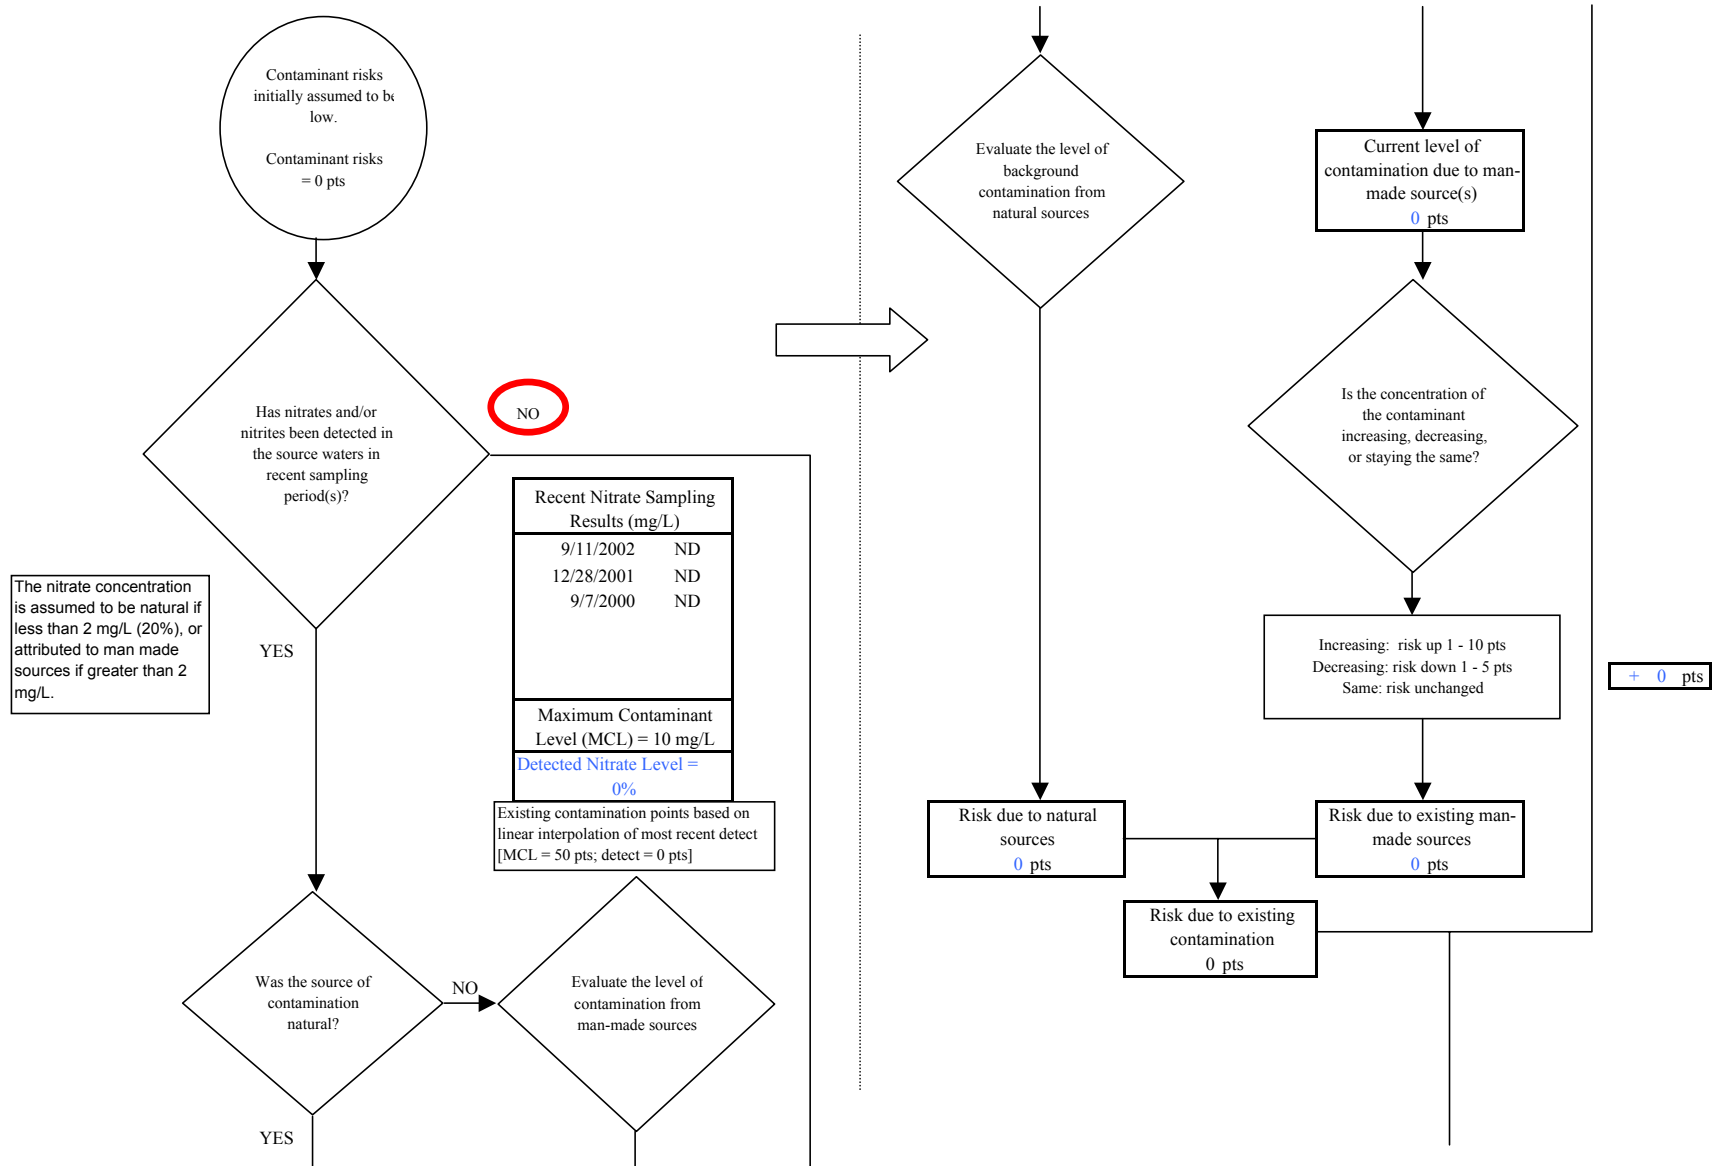 Contaminant risks
initially assumed to be
low.
Contaminant risks
= 0 pts
Has nitrates and/or
nitrites been detected in
the source waters in
recent sampling
period(s)?
NO
Recent Nitrate Sampling
Results (mg/L)
9/11/2002 ND
12/28/2001 ND
9/7/2000 ND
Maximum Contaminant
Level (MCL) = 10 mg/L
Detected Nitrate Level =
0%
Existing contamination points based on
linear interpolation of most recent detect
[MCL = 50 pts; detect = 0 pts]
The nitrate concentration
is assumed to be natural if
less than 2 mg/L (20%), or
attributed to man made
sources if greater than 2
mg/L.
YES
Was the source of
contamination
natural?
NO
Evaluate the level of
contamination from
man-made sources
YES
Evaluate the level of
background
contamination from
natural sources
Current level of
contamination due to man-
made source(s)
0 pts
Is the concentration of
the contaminant
increasing, decreasing,
or staying the same?
Increasing: risk up 1 - 10 pts
Decreasing: risk down 1 - 5 pts
Same: risk unchanged
+ 0 pts
Risk due to natural
sources
0 pts
Risk due to existing man-
made sources
0 pts
Risk due to existing
contamination
0 pts